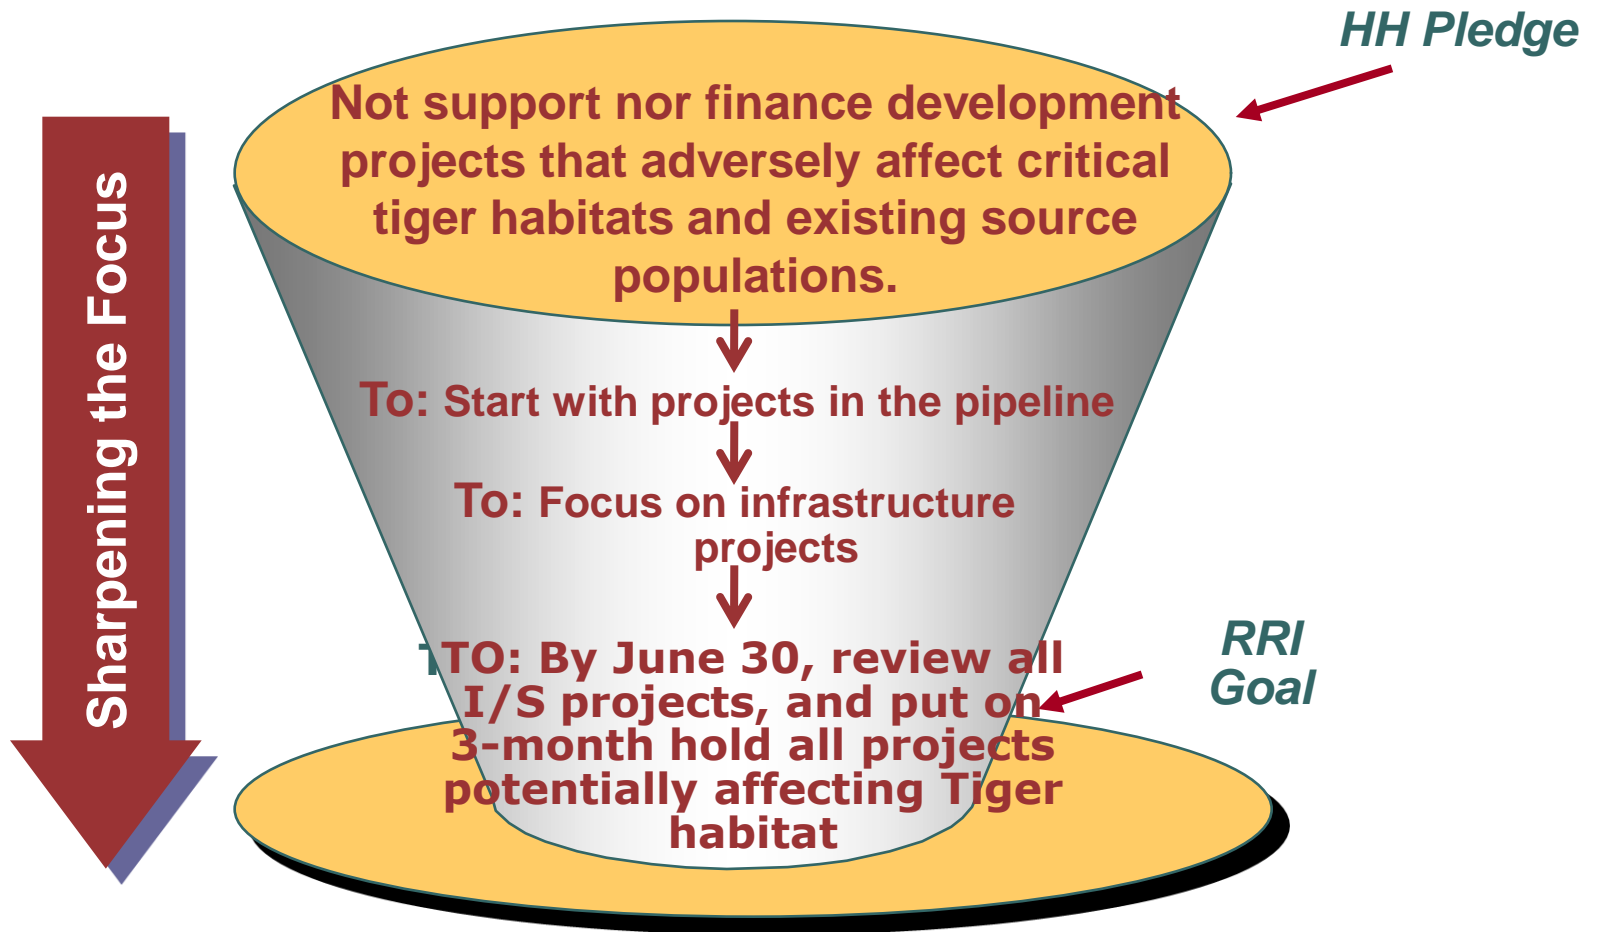 HH Pledge
Not support nor finance development
projects that adversely affect critical
tiger habitats and existing source
populations.
Sharpening the Focus
To: Start with projects in the pipeline
To: Focus on infrastructure
projects
TO: By June 30, review all
I/S projects, and put on
3-month hold all projects
potentially affecting Tiger
habitat
RRI
Goal